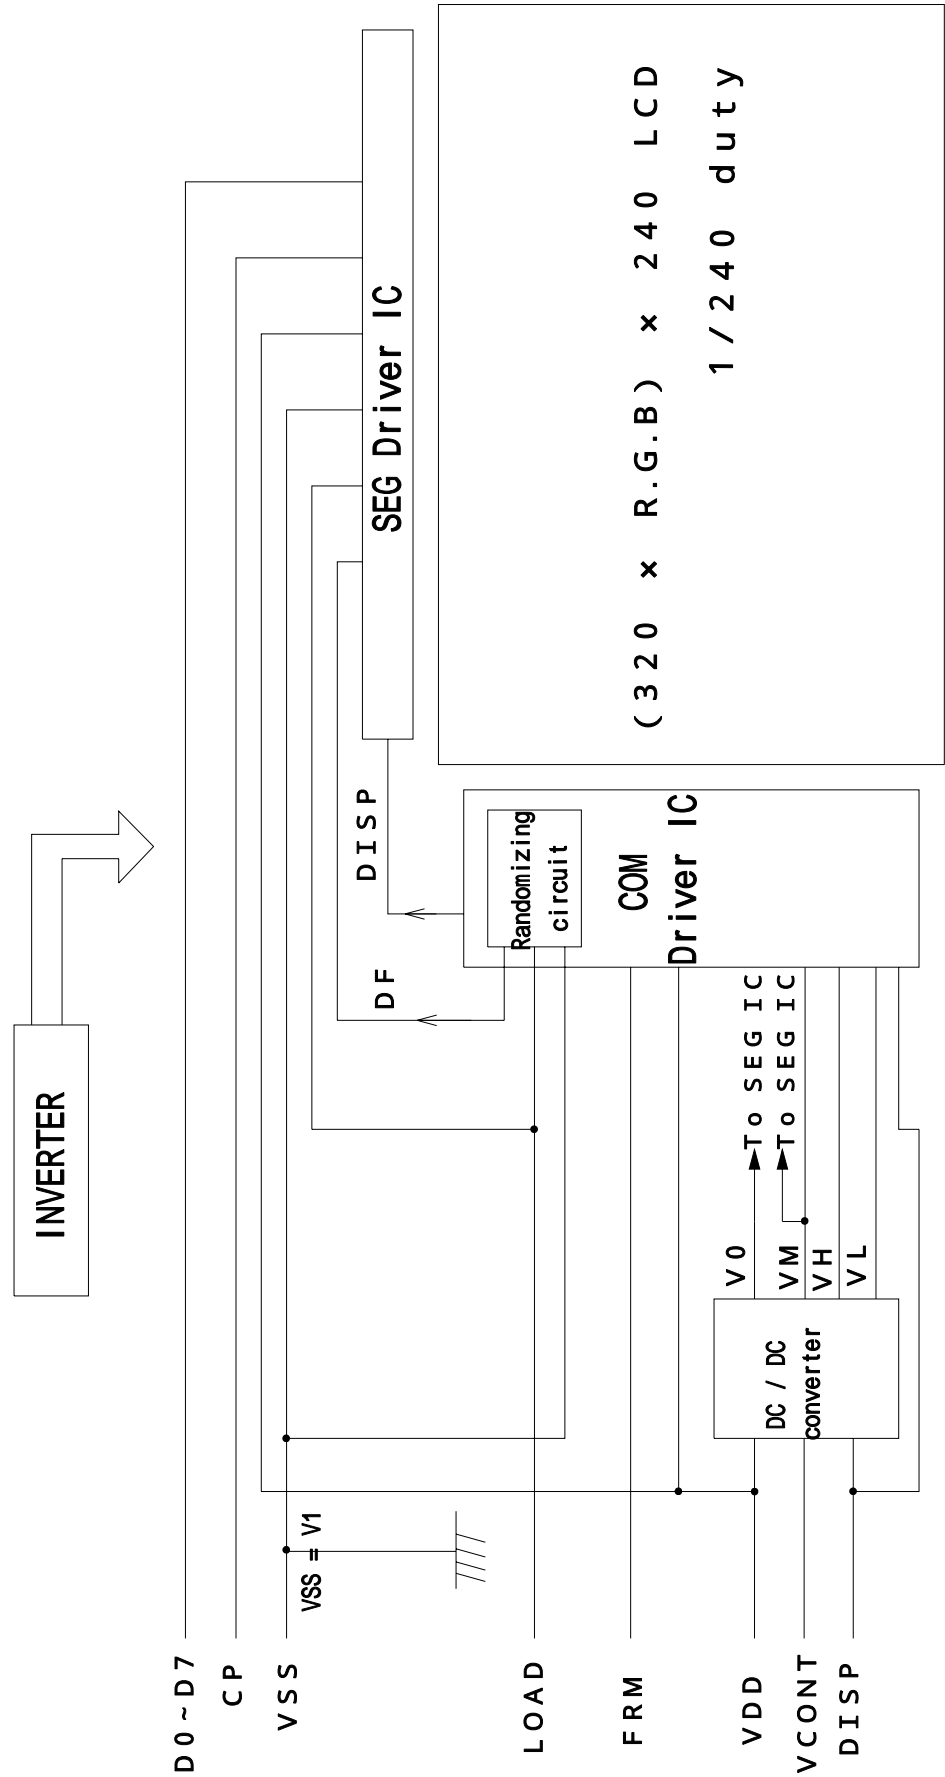 INVERTER
D0~D7
CP
VSS
VSS = V1
LOAD
FRM
VDD
VCONT
DISP
DF
DISP
SEG Driver IC
Randomizing
circuit
COM
Driver IC
DC / DC
converter
V0
VM
VH
VL
To SEG IC
To SEG IC
(320 × R.G.B) × 240 LCD
1/240 duty